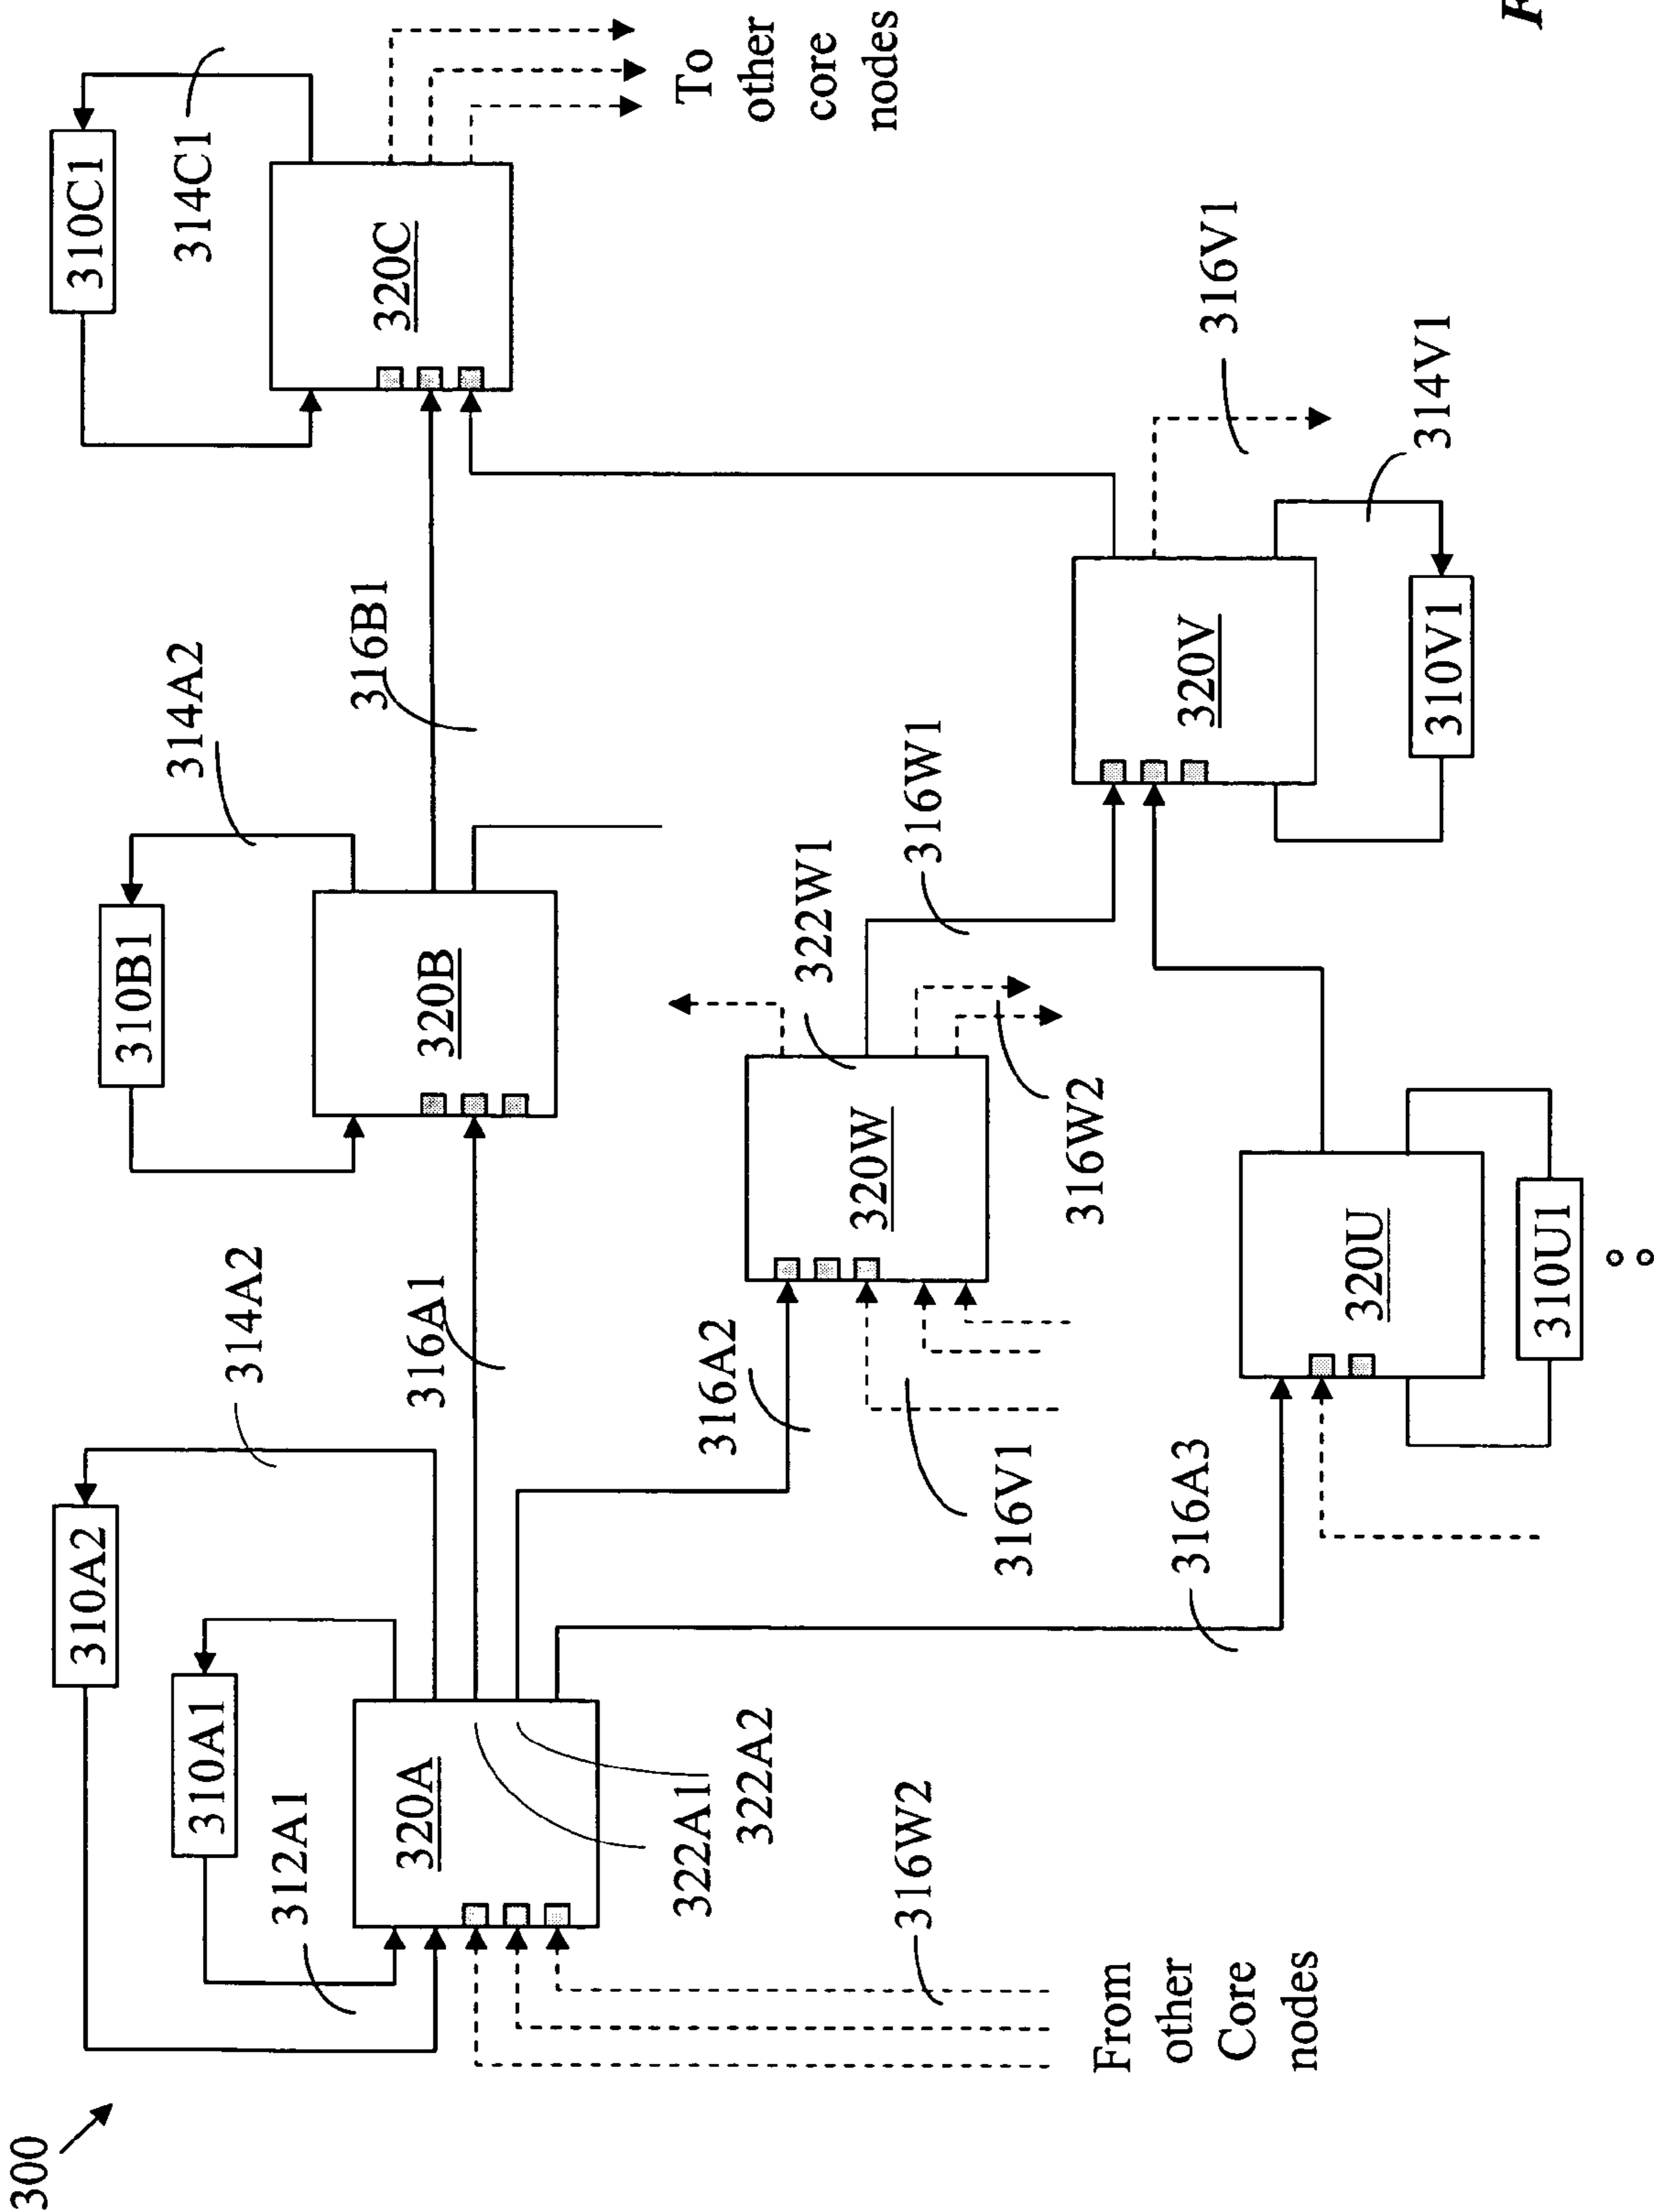 300
310A2
314A2
310A1
312A1
320A
322A1
322A2
316W2
From
other
Core
nodes
316A1
316A2
316V1
316A3
310B1
314A2
320B
316B1
320W
322W1
316W1
316W2
320U
310U1
310C1
314C1
320C
To
other
core
nodes
320V
316V1
314V1
310V1
F